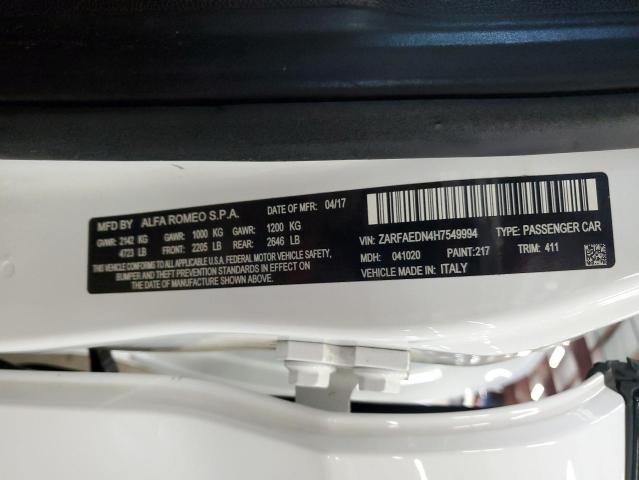 MFD BY ALFA ROMEO S.P.A. DATE OF MFR: 04/17
GVWR: 2142 KG GAWR: 1000 KG GAWR: 1200 KG
4723 LB FRONT: 2205 LB REAR: 2646 LB
THIS VEHICLE CONFORMS TO ALL APPLICABLE U.S.A. FEDERAL MOTOR VEHICLE SAFETY,
BUMPER AND THEFT PREVENTION STANDARDS IN EFFECT ON
THE DATE OF MANUFACTURE SHOWN ABOVE.
VIN: ZARFAEDN4H7549994 TYPE: PASSENGER CAR
MDH: 041020 PAINT: 217 TRIM: 411
VEHICLE MADE IN: ITALY